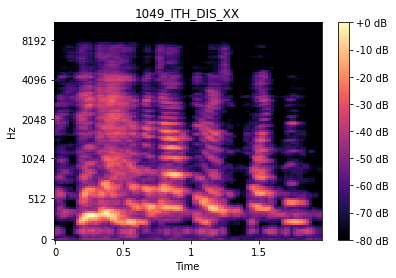 1049_ITH_DIS_XX
8192
4096
2048
1024
512
0
Hz
0
0.5
1
1.5
Time
+0 dB
-10 dB
-20 dB
-30 dB
-40 dB
-50 dB
-60 dB
-70 dB
-80 dB